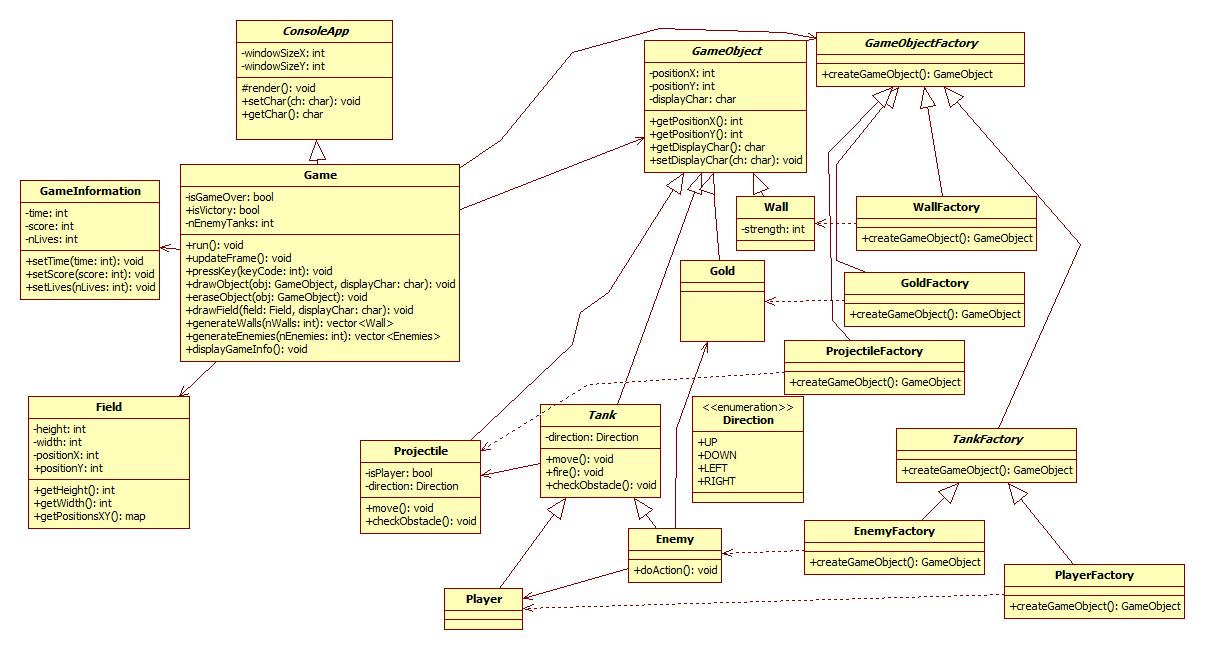 ConsoleApp
-windowSizeX: int
-windowSizeY: int
#render(): void
+setChar(ch: char): void
+getChar(): char
GameObject
-positionX: int
-positionY: int
-displayChar: char
+getPositionX(): int
+getPositionY(): int
+getDisplayChar(): char
+setDisplayChar(ch: char): void
GameObjectFactory
+createGameObject(): GameObject
GameInformation
-time: int
-score: int
-nLives: int
+setTime(time: int): void
+setScore(score: int): void
+setLives(nLives: int): void
Game
-isGameOver: bool
+isVictory: bool
-nEnemyTanks: int
+run(): void
+updateFrame(): void
+pressKey(keyCode: int): void
+drawObject(obj: GameObject, displayChar: char): void
+eraseObject(obj: GameObject): void
+drawField(field: Field, displayChar: char): void
+generateWalls(nWalls: int): vector<Wall>
+generateEnemies(nEnemies: int): vector<Enemies>
+displayGameInfo(): void
Wall
-strength: int
WallFactory
+createGameObject(): GameObject
Gold
GoldFactory
+createGameObject(): GameObject
ProjectileFactory
+createGameObject(): GameObject
Field
-height: int
-width: int
-positionX: int
+positionY: int
+getHeight(): int
+getWidth(): int
+getPositionsXY(): map
Projectile
-isPlayer: bool
-direction: Direction
+move(): void
+checkObstacle(): void
Tank
-direction: Direction
+move(): void
+fire(): void
+checkObstacle(): void
<<enumeration>>
Direction
+UP
+DOWN
+LEFT
+RIGHT
TankFactory
+createGameObject(): GameObject
Enemy
+doAction(): void
EnemyFactory
+createGameObject(): GameObject
Player
PlayerFactory
+createGameObject(): GameObject